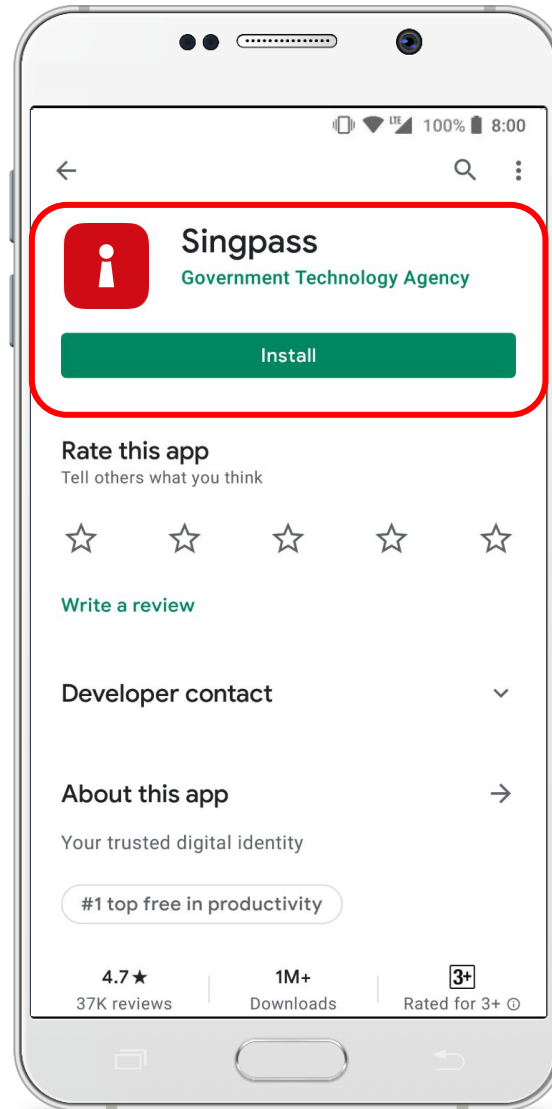 LTE 100% 8:00
Singpass
Government Technology Agency
Install
Rate this app
Tell others what you think
Write a review
Developer contact
About this app
Your trusted digital identity
#1 top free in productivity
4.7★ 1M+ 3+
37K reviews Downloads Rated for 3+